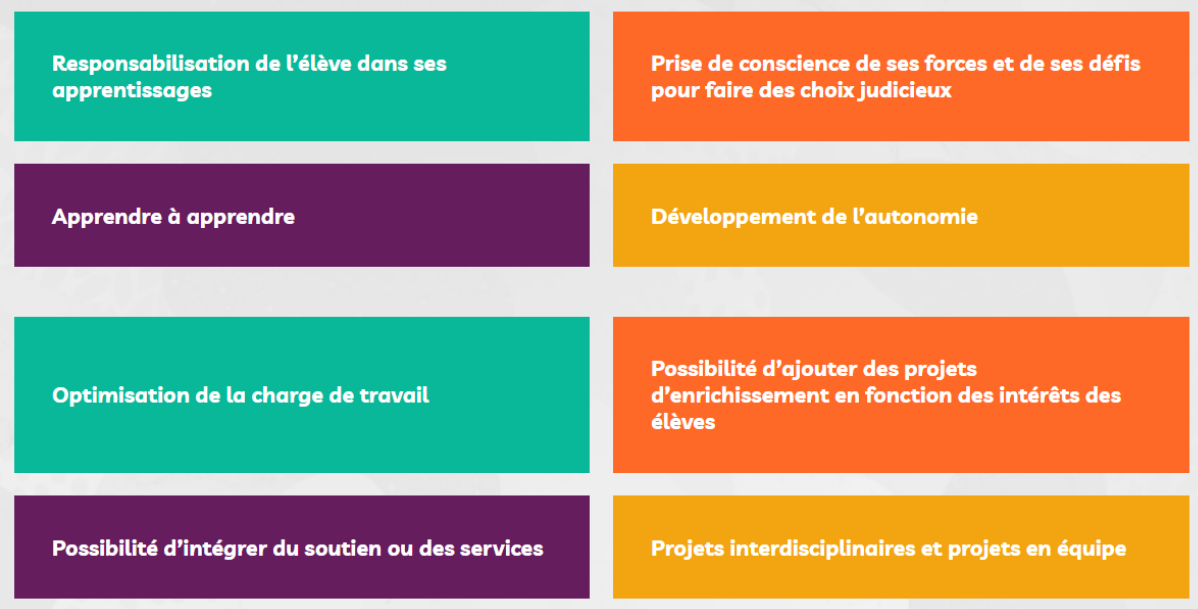 Responsabilisation de l’élève dans ses
apprentissages
Prise de conscience de ses forces et de ses défis
pour faire des choix judicieux
Apprendre à apprendre
Développement de l’autonomie
Optimisation de la charge de travail
Possibilité d’ajouter des projets
d’enrichissement en fonction des intérêts des
élèves
Possibilité d’intégrer du soutien ou des services
Projets interdisciplinaires et projets en équipe